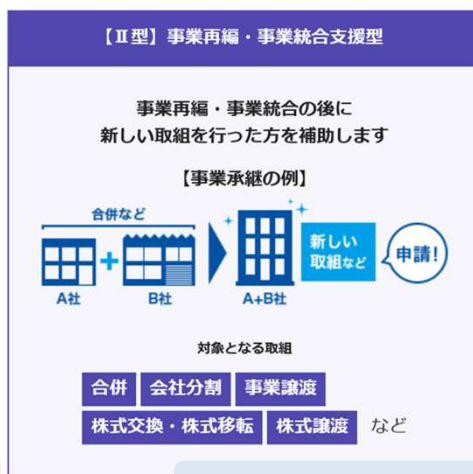 【Ⅱ型】事業再編・事業統合支援型
事業再編・事業統合の後に
新しい取組を行った方を補助します
【事業承継の例】
合併など
新しい
取組など
申請!
A社
B社
A+B社
対象となる取組
合併 会社分割 事業譲渡
株式交換・株式移転 株式譲渡 など